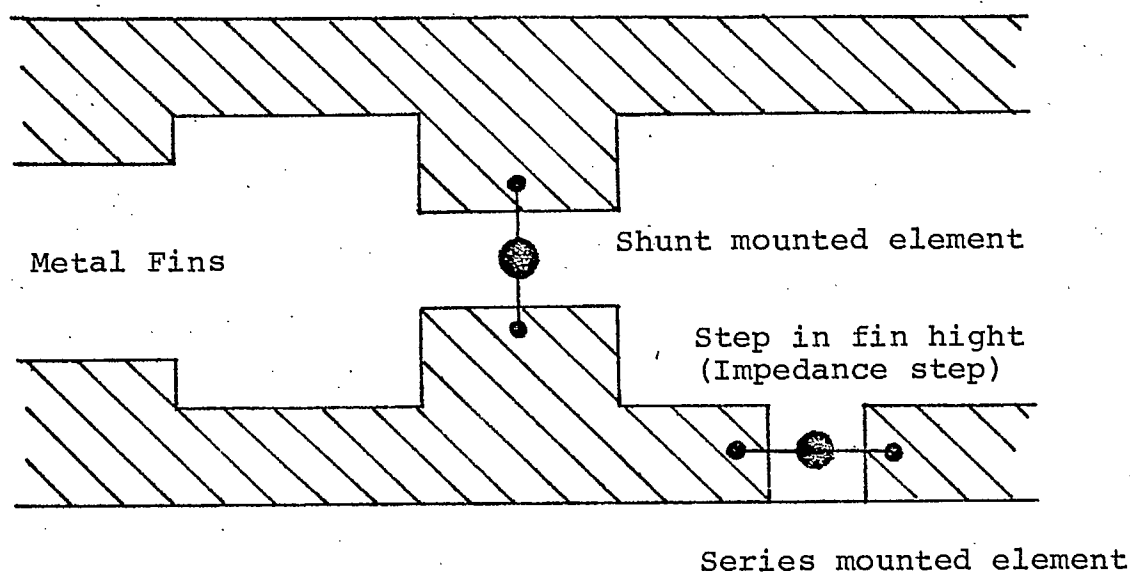 Metal Fins
Shunt mounted element
Step in fin hight
(Impedance step)
Series mounted element